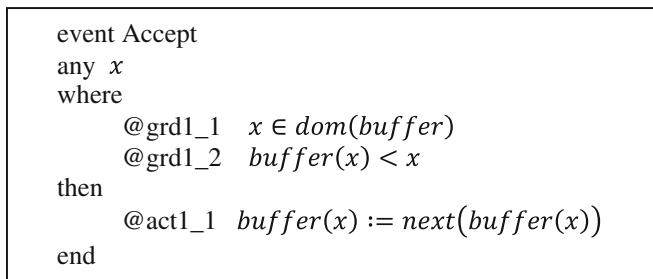 event Accept
any x
where
@grd1_1 x ∈ dom(buffer)
@grd1_2 buffer(x) < x
then
@act1_1 buffer(x) := next(buffer(x))
end